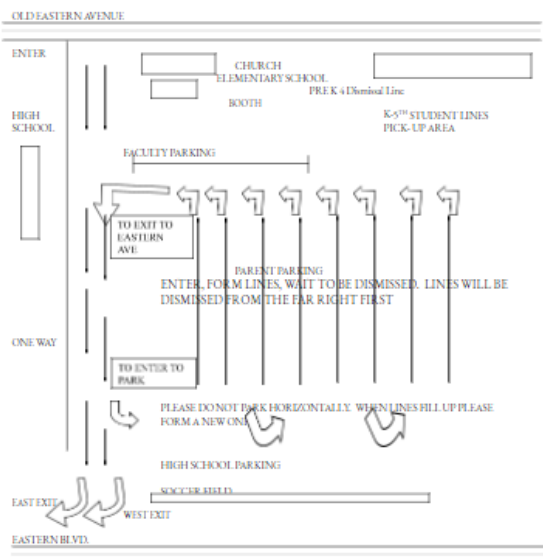 OLD EASTERN AVENUE
ENTER
CHURCH
ELEMENTARY SCHOOL
PRE K 4 Dismissal Line
BOOTH
HIGH
SCHOOL
K-5TH STUDENT LINES
PICK- UP AREA
FACULTY PARKING
TO EXIT TO
EASTERN
AVE
PARENT PARKING
ENTER, FORM LINES, WAIT TO BE DISMISSED. LINES WILL BE
DISMISSED FROM THE FAR RIGHT FIRST
ONE WAY
TO ENTER TO
PARK
PLEASE DO NOT PARK HORIZONTALLY. WHEN LINES FILL UP PLEASE
FORM A NEW ONE
HIGH SCHOOL PARKING
SOCCER FIELD
EAST EXIT
WEST EXIT
EASTERN BLVD.